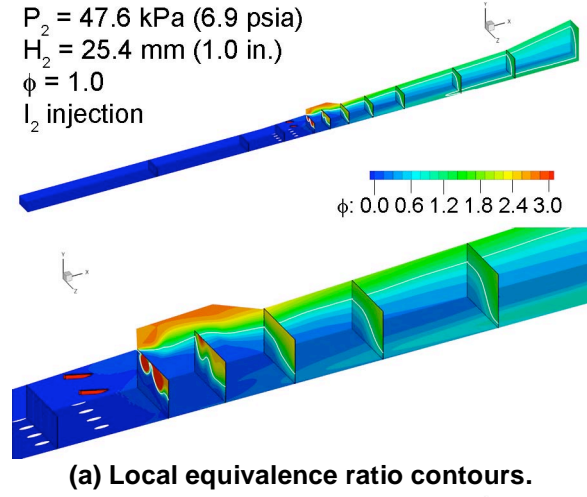 P₂ = 47.6 kPa (6.9 psia)
H₂ = 25.4 mm (1.0 in.)
ϕ = 1.0
I₂ injection
Y
X
Z
ϕ: 0.0 0.6 1.2 1.8 2.4 3.0
Y
X
Z
(a) Local equivalence ratio contours.